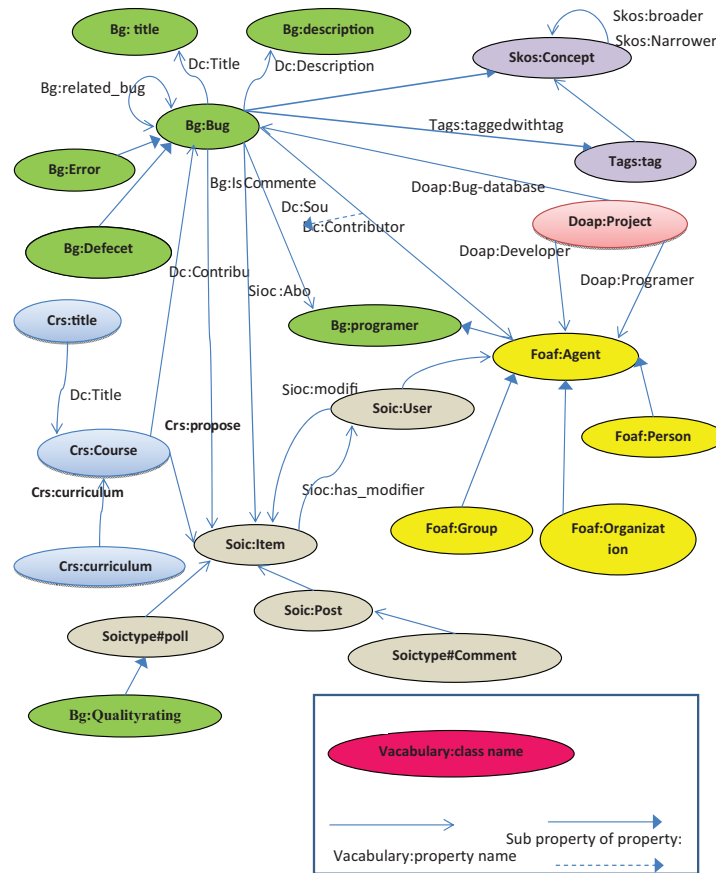 Skos:broader
Bg: title
Bg:description
Skos:Narrower
Skos:Concept
Dc:Title
Dc:Description
Bg:related_bug
Bg:Bug
Tags:taggedwithtag
Bg:Error
Tags:tag
Bg:IsCommente
Doap:Bug-database
Dc:Sou
Doap:Project
Dc:Contributor
Bg:Defecet
Doap:Developer
Dc:Contribu
Doap:Programer
Sioc :Abo
Crs:title
Bg:programer
Foaf:Agent
Dc:Title
Sioc:modifi
Soic:User
Crs:propose
Foaf:Person
Crs:Course
Crs:curriculum
Sioc:has_modifier
Foaf:Group
Foaf:Organizat
ion
Soic:Item
Crs:curriculum
Soic:Post
Soictype#poll
Soictype#Comment
Bg:Qualityrating
Vacabulary:class name
Sub property of property:
Vacabulary:property name